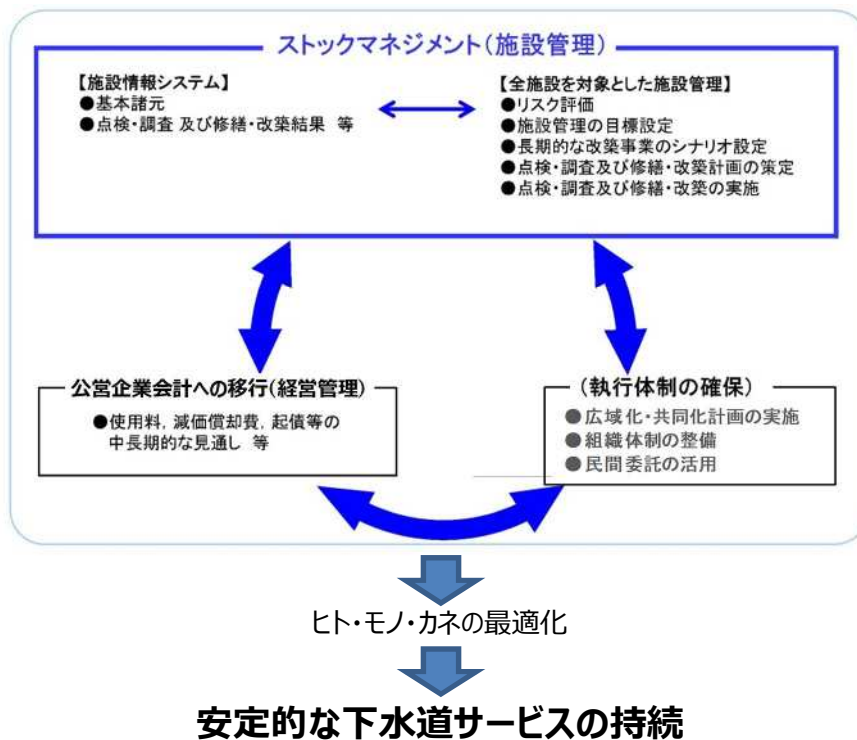 ストックマネジメント(施設管理)
【施設情報システム】
●基本諸元
●点検・調査 及び修繕・改築結果 等
【全施設を対象とした施設管理】
●リスク評価
●施設管理の目標設定
●長期的な改築事業のシナリオ設定
●点検・調査及び修繕・改築計画の策定
●点検・調査及び修繕・改築の実施
公営企業会計への移行(経営管理)
●使用料, 減価償却費, 起債等の
中長期的な見通し 等
(執行体制の確保)
●広域化・共同化計画の実施
●組織体制の整備
●民間委託の活用
ヒト・モノ・カネの最適化
安定的な下水道サービスの持続